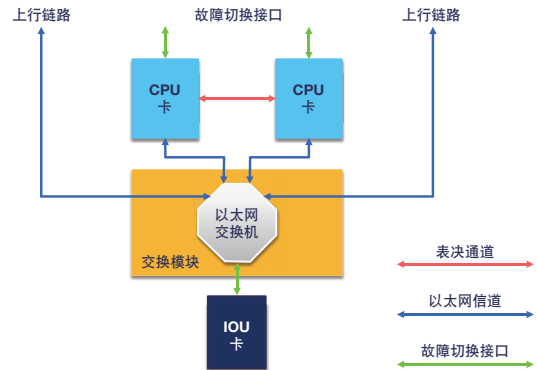 上行链路
故障切换接口
上行链路
CPU
卡
CPU
卡
以太网
交换机
交换模块
表决通道
以太网信道
IOU
卡
故障切换接口